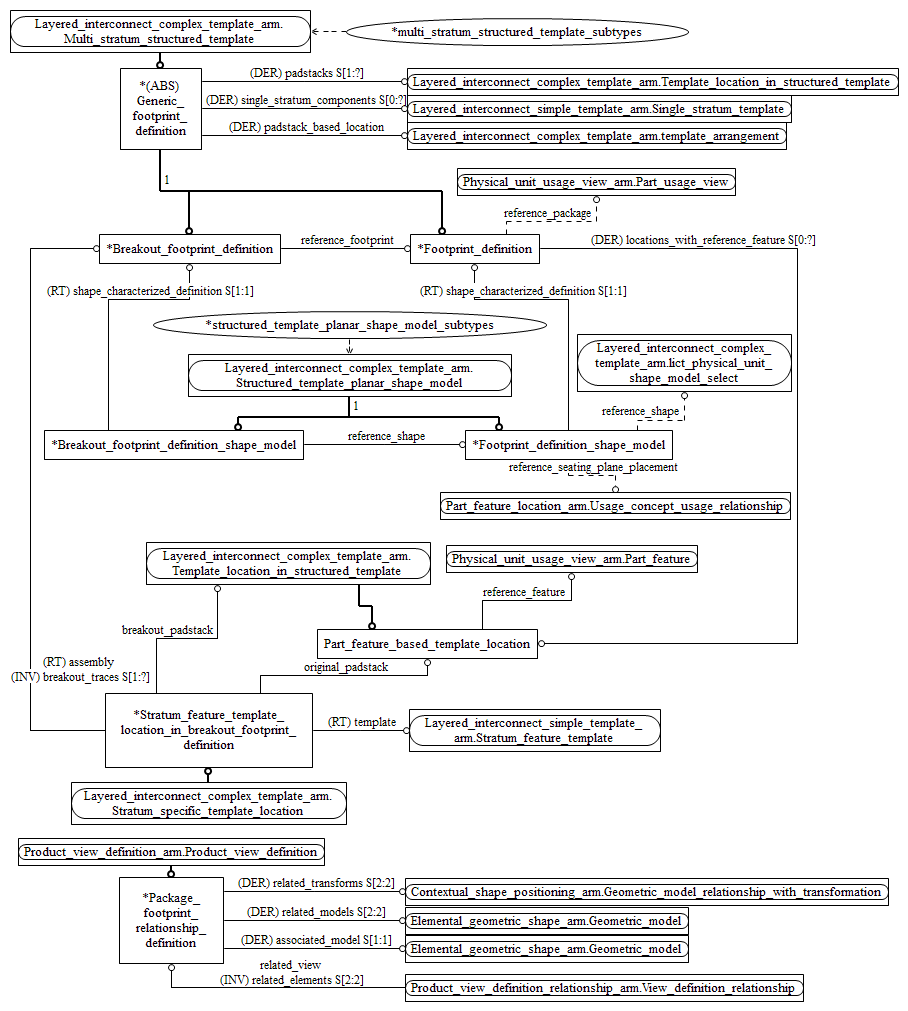 Layered_interconnect_complex_template_arm.
Multi_stratum_structured_template
*multi_stratum_structured_template_subtypes
*(ABS)
Generic_
footprint_
definition
(DER) padstacks S[1:?]
Layered_interconnect_complex_template_arm.Template_location_in_structured_template
(DER) single_stratum_components S[0:?]
Layered_interconnect_simple_template_arm.Single_stratum_template
(DER) padstack_based_location
Layered_interconnect_complex_template_arm.template_arrangement
1
Physical_unit_usage_view_arm.Part_usage_view
reference_package
*Breakout_footprint_definition
reference_footprint
*Footprint_definition
(DER) locations_with_reference_feature S[0:?]
(RT) shape_characterized_definition S[1:1]
(RT) shape_characterized_definition S[1:1]
*structured_template_planar_shape_model_subtypes
Layered_interconnect_complex_template_arm.
Structured_template_planar_shape_model
Layered_interconnect_complex_
template_arm.lict_physical_unit_
shape_model_select
1
reference_shape
*Breakout_footprint_definition_shape_model
reference_shape
*Footprint_definition_shape_model
reference_seating_plane_placement
Part_feature_location_arm.Usage_concept_usage_relationship
Layered_interconnect_complex_template_arm.
Template_location_in_structured_template
Physical_unit_usage_view_arm.Part_feature
reference_feature
breakout_padstack
Part_feature_based_template_location
original_padstack
(RT) assembly
(INV) breakout_traces S[1:?]
*Stratum_feature_template_
location_in_breakout_footprint_
definition
(RT) template
Layered_interconnect_simple_template_
arm.Stratum_feature_template
Layered_interconnect_complex_template_arm.
Stratum_specific_template_location
Product_view_definition_arm.Product_view_definition
*Package_
footprint_
relationship_
definition
(DER) related_transforms S[2:2]
Contextual_shape_positioning_arm.Geometric_model_relationship_with_transformation
(DER) related_models S[2:2]
Elemental_geometric_shape_arm.Geometric_model
(DER) associated_model S[1:1]
Elemental_geometric_shape_arm.Geometric_model
related_view
(INV) related_elements S[2:2]
Product_view_definition_relationship_arm.View_definition_relationship